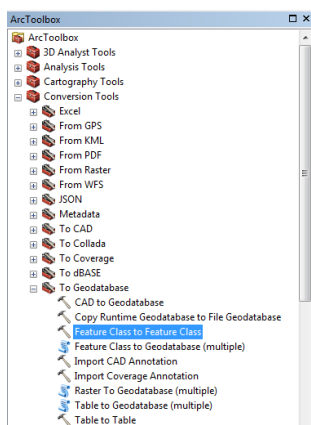 ArcToolbox
ArcToolbox
3D Analyst Tools
Analysis Tools
Cartography Tools
Conversion Tools
Excel
From GPS
From KML
From PDF
From Raster
From WFS
JSON
Metadata
To CAD
To Collada
To Coverage
To dBASE
To Geodatabase
CAD to Geodatabase
Copy Runtime Geodatabase to File Geodatabase
Feature Class to Feature Class
Feature Class to Geodatabase (multiple)
Import CAD Annotation
Import Coverage Annotation
Raster To Geodatabase (multiple)
Table to Geodatabase (multiple)
Table to Table